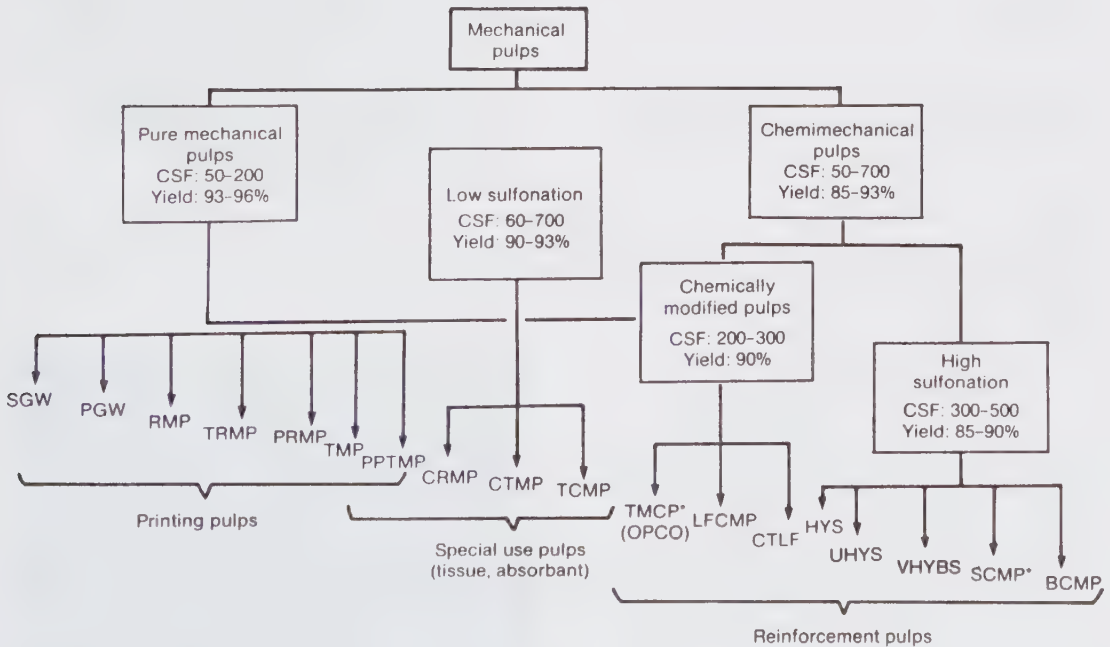 Mechanical
pulps
Pure mechanical
pulps
CSF: 50-200
Yield: 93-96%
Low sulfonation
CSF: 60-700
Yield: 90-93%
Chemimechanical
pulps
CSF: 50-700
Yield: 85-93%
Chemically
modified pulps
CSF: 200-300
Yield: 90%
High
sulfonation
CSF: 300-500
Yield: 85-90%
SGW
PGW
RMP
TRMP
PRMP
TMP
PPTMP
CRMP
CTMP
TCMP
TMCP*
(OPCO)
LFCMP
CTLF
HYS
UHYS
VHYBS
SCMP*
BCMP
Printing pulps
Special use pulps
(tissue, absorbant)
Reinforcement pulps